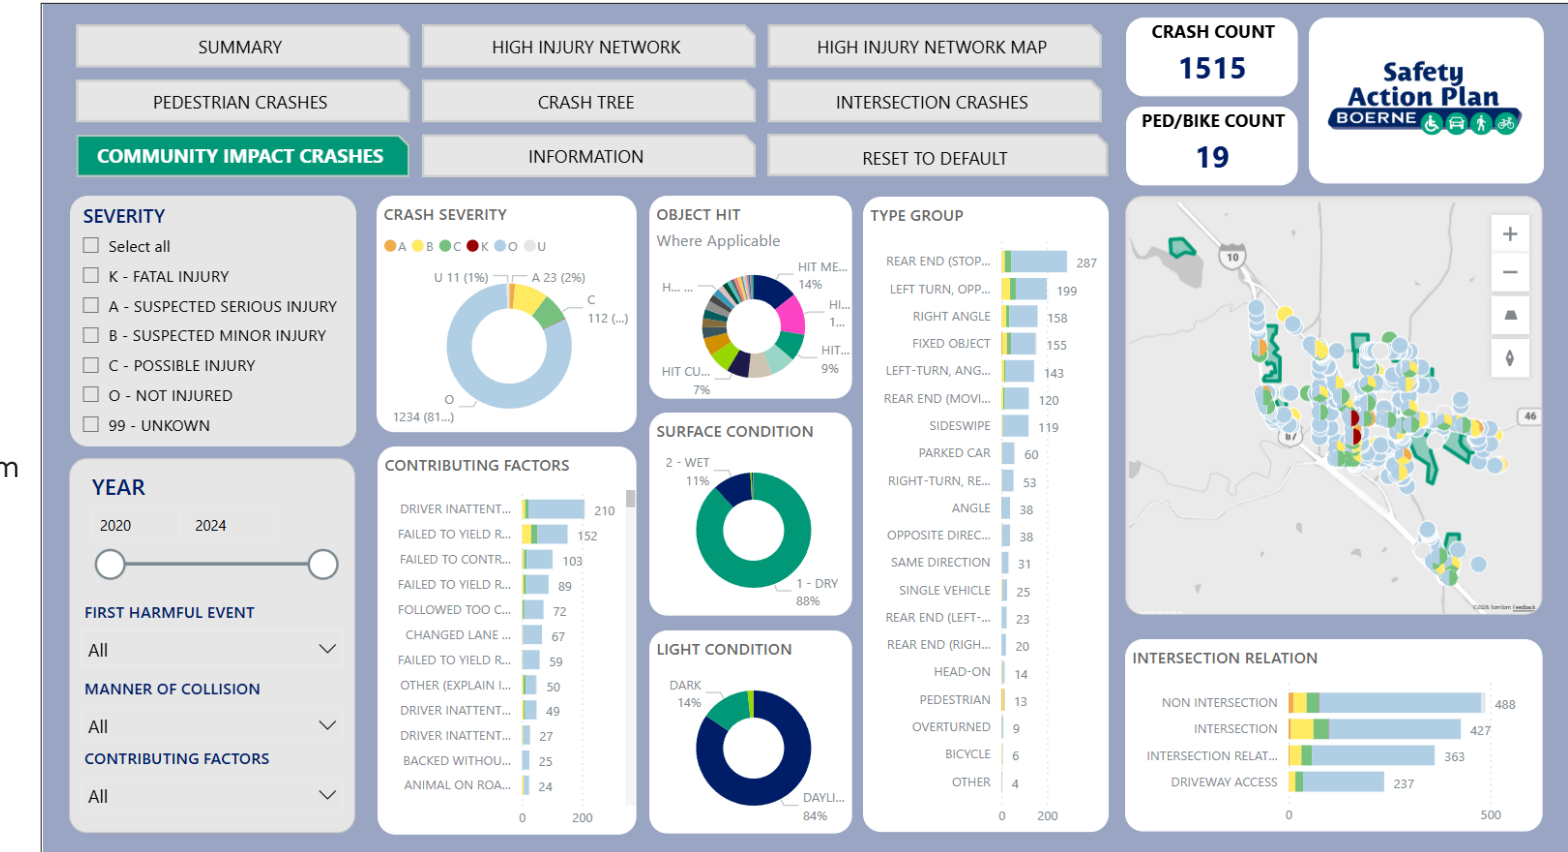 m
SUMMARY
HIGH INJURY NETWORK
HIGH INJURY NETWORK MAP
PEDESTRIAN CRASHES
CRASH TREE
INTERSECTION CRASHES
COMMUNITY IMPACT CRASHES
INFORMATION
RESET TO DEFAULT
CRASH COUNT
1515
PED/BIKE COUNT
19
Safety
Action Plan
BOERNE
SEVERITY
Select all
K - FATAL INJURY
A - SUSPECTED SERIOUS INJURY
B - SUSPECTED MINOR INJURY
C - POSSIBLE INJURY
O - NOT INJURED
99 - UNKOWN
YEAR
2020 2024
FIRST HARMFUL EVENT
All
MANNER OF COLLISION
All
CONTRIBUTING FACTORS
All
CRASH SEVERITY
A B C K O U
U 11 (1%) A 23 (2%)
C
112 (...)
O
1234 (81...)
CONTRIBUTING FACTORS
DRIVER INATTENT... 210
FAILED TO YIELD R... 152
FAILED TO CONTR... 103
FAILED TO YIELD R... 89
FOLLOWED TOO C... 72
CHANGED LANE ... 67
FAILED TO YIELD R... 59
OTHER (EXPLAIN I... 50
DRIVER INATTENT... 49
DRIVER INATTENT... 27
BACKED WITHOU... 25
ANIMAL ON ROA... 24
0 200
OBJECT HIT
Where Applicable
HIT ME...
14%
H... ...
HI...
1...
HIT...
9%
HIT CU...
7%
SURFACE CONDITION
2 - WET
11%
1 - DRY
88%
LIGHT CONDITION
DARK
14%
DAYLI...
84%
TYPE GROUP
REAR END (STOP... 287
LEFT TURN, OPP... 199
RIGHT ANGLE 158
FIXED OBJECT 155
LEFT-TURN, ANG... 143
REAR END (MOVI... 120
SIDESWIPE 119
PARKED CAR 60
RIGHT-TURN, RE... 53
ANGLE 38
OPPOSITE DIREC... 38
SAME DIRECTION 31
SINGLE VEHICLE 25
REAR END (LEFT-... 23
REAR END (RIGH... 20
HEAD-ON 14
PEDESTRIAN 13
OVERTURNED 9
BICYCLE 6
OTHER 4
0 200
10
46
87
©2026 TomTom Feedback
INTERSECTION RELATION
NON INTERSECTION 488
INTERSECTION 427
INTERSECTION RELAT... 363
DRIVEWAY ACCESS 237
0 500